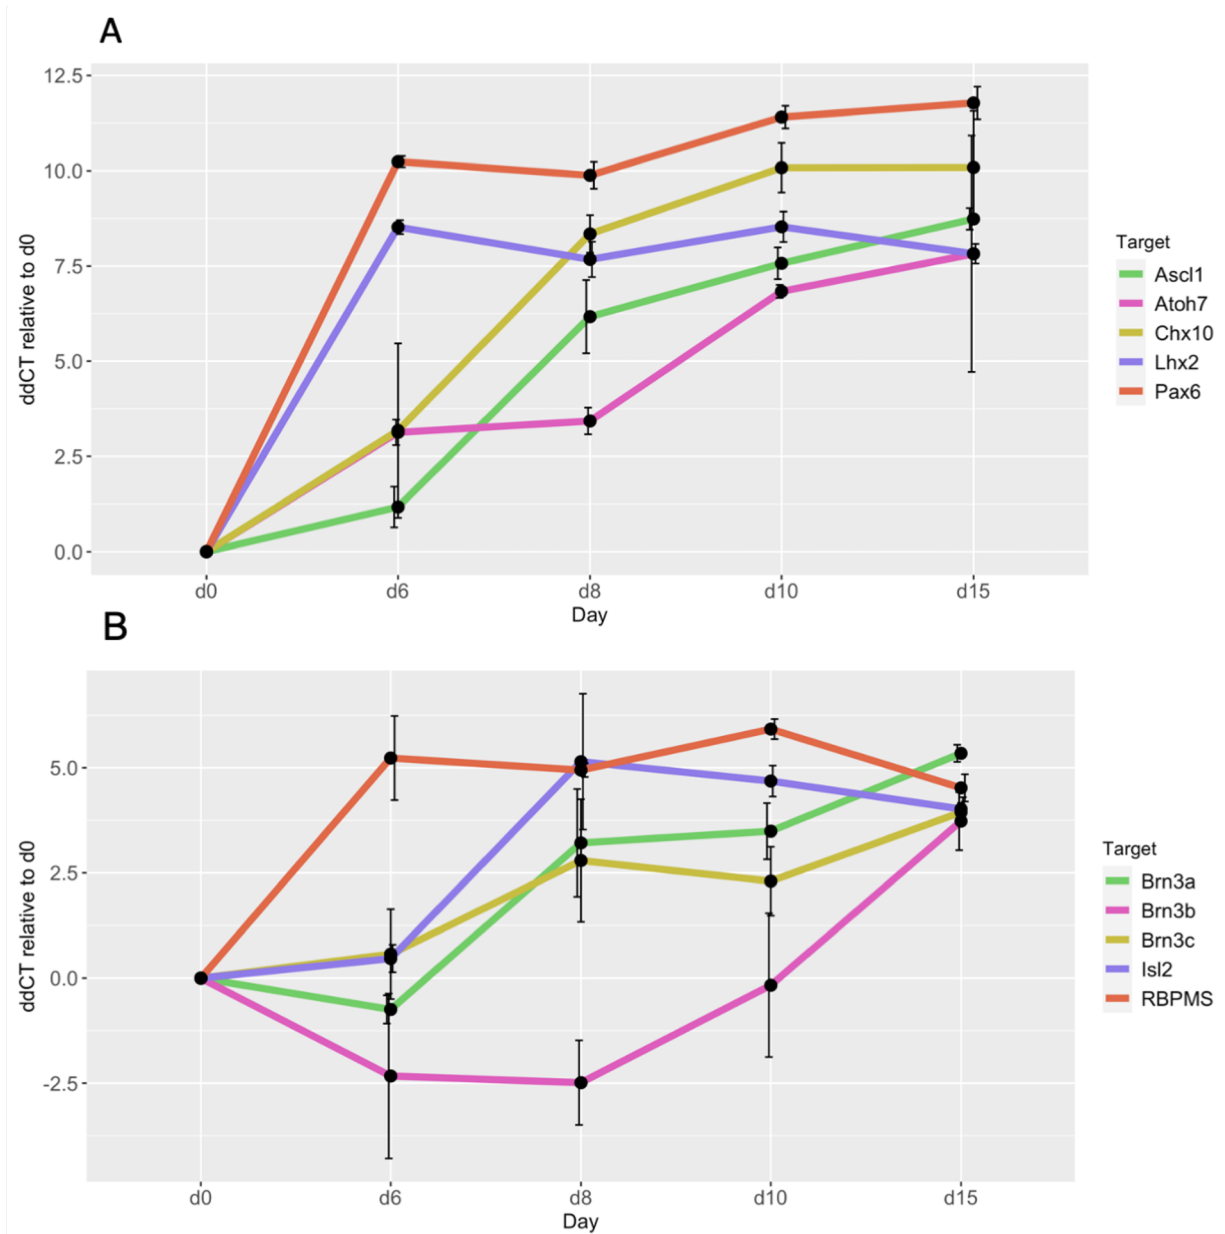 A
12.5
10.0
7.5
5.0
2.5
0.0
ddCT relative to d0
d0 d6 d8 d10 d15
Day
Target
Ascl1
Atoh7
Chx10
Lhx2
Pax6
B
5.0
2.5
0.0
-2.5
ddCT relative to d0
d0 d6 d8 d10 d15
Day
Target
Brn3a
Brn3b
Brn3c
Isl2
RBPMS